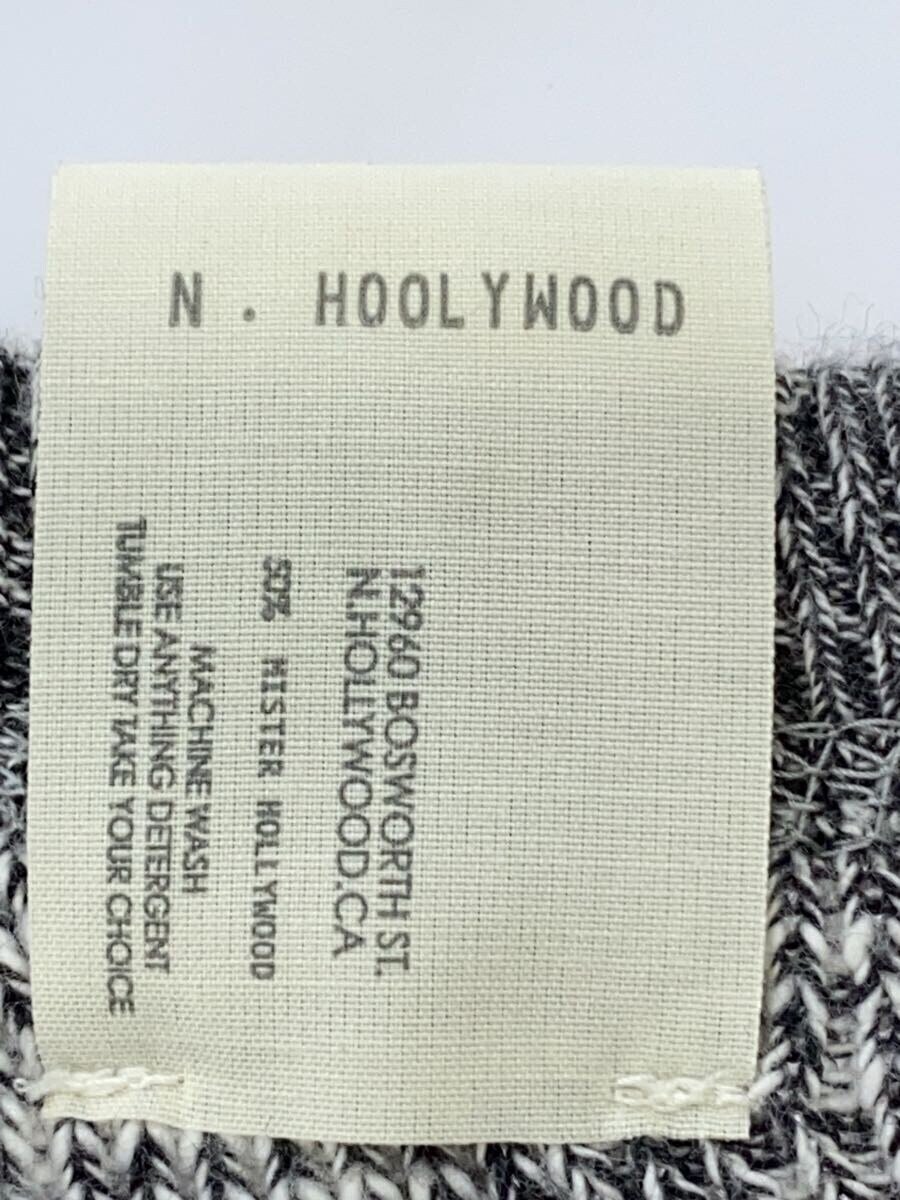 N. HOOLYWOOD
12960 BOSWORTH ST.
N.HOLLYWOOD.CA
50% MISTER HOLLYWOOD
MACHINE WASH
USE ANYTHING DETERGENT
TUMBLE DRY TAKE YOUR CHOICE